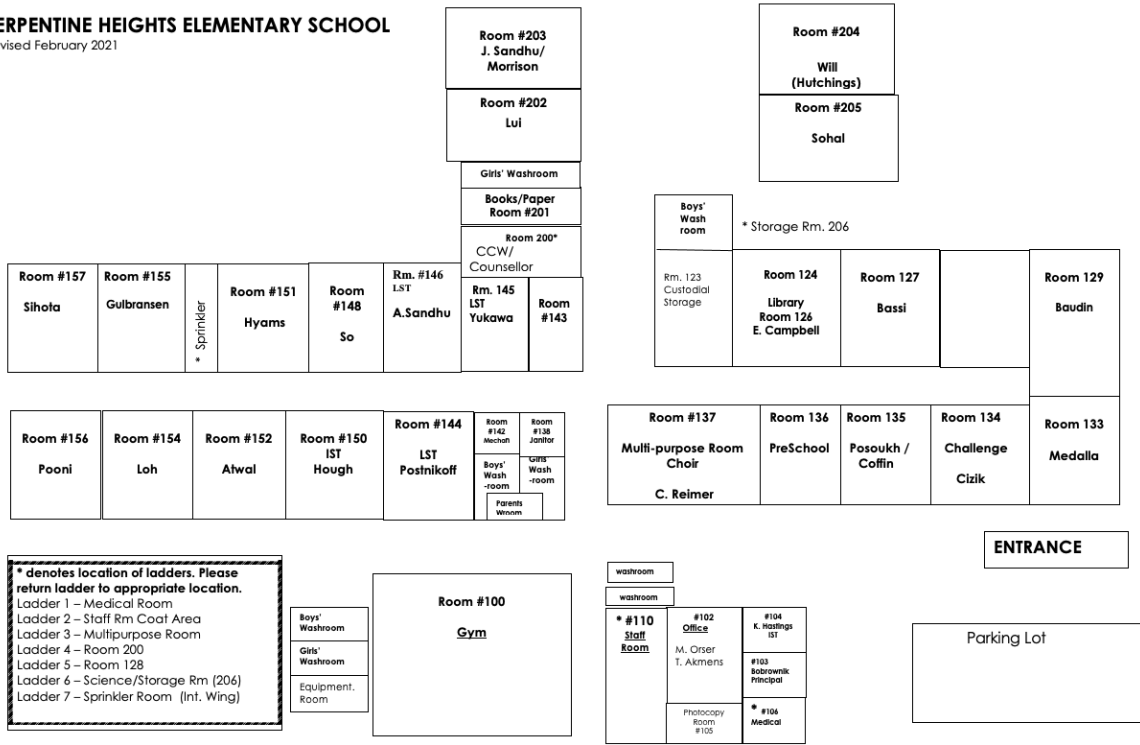 ERPENTINE HEIGHTS ELEMENTARY SCHOOL
vised February 2021
Room #203
J. Sandhu/
Morrison
Room #202
Lui
Girls' Washroom
Books/Paper
Room #201
Room 200*
CCW/
Counsellor
Room #204
Will
(Hutchings)
Room #205
Sohal
Boys'
Wash
room
* Storage Rm. 206
Room #157
Sihota
Room #155
Gulbransen
* Sprinkler
Room #151
Hyams
Room
#148
So
Rm. #146
LST
A.Sandhu
Rm. 145
LST
Yukawa
Room
#143
Rm. 123
Custodial
Storage
Room 124
Library
Room 126
E. Campbell
Room 127
Bassi
Room 129
Baudin
Room #156
Pooni
Room #154
Loh
Room #152
Atwal
Room #150
IST
Hough
Room #144
LST
Postnikoff
Room
#142
Mechan
Room
#138
Janitor
Boys'
Wash
-room
Girls'
Wash
-room
Parents
Wroom
Room #137
Multi-purpose Room
Choir
C. Reimer
Room 136
PreSchool
Room 135
Posoukh /
Coffin
Room 134
Challenge
Cizik
Room 133
Medalla
ENTRANCE
* denotes location of ladders. Please
return ladder to appropriate location.
Ladder 1 – Medical Room
Ladder 2 – Staff Rm Coat Area
Ladder 3 – Multipurpose Room
Ladder 4 – Room 200
Ladder 5 – Room 128
Ladder 6 – Science/Storage Rm (206)
Ladder 7 – Sprinkler Room (Int. Wing)
Boys'
Washroom
Girls'
Washroom
Equipment.
Room
Room #100
Gym
washroom
washroom
* #110
Staff
Room
#102
Office
M. Orser
T. Akmens
Photocopy
Room
#105
#104
K. Hastings
IST
#103
Bobrownik
Principal
* #106
Medical
Parking Lot